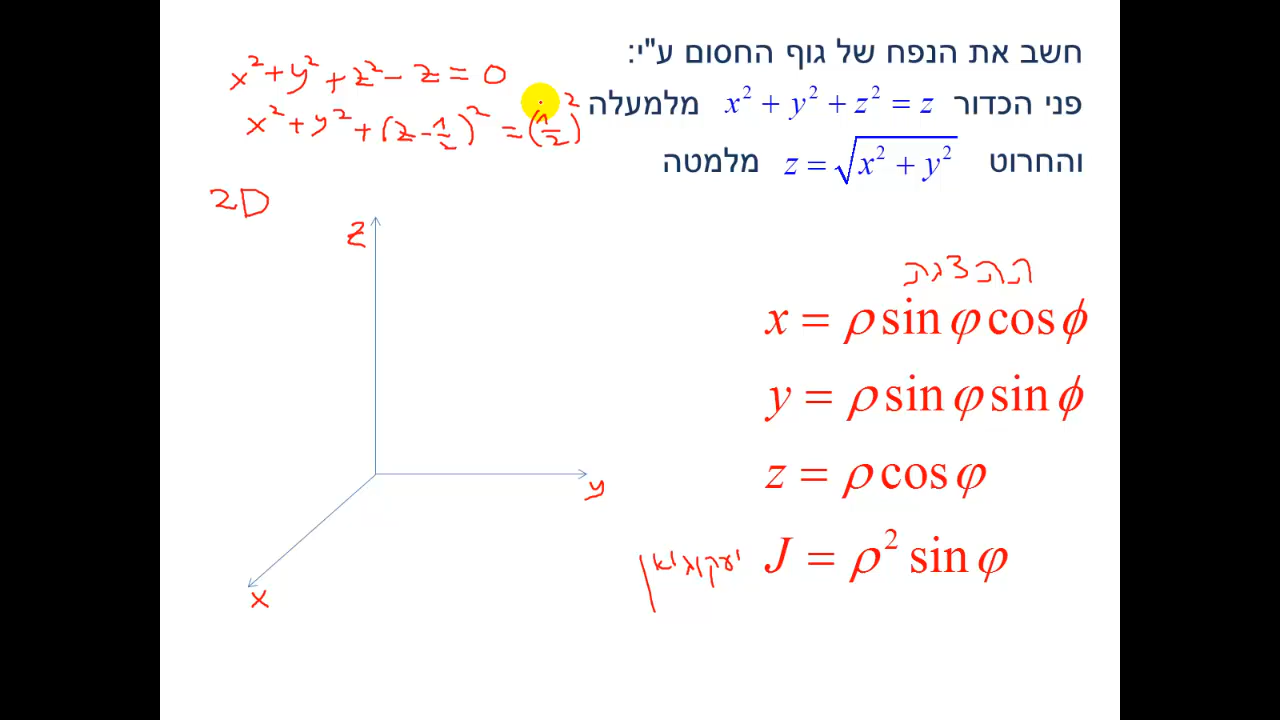 חשב את הנפח של גוף החסום ע"י:
פני הכדור x² + y² + z² = z מלמעלה
והחרוט z = √(x² + y²) מלמטה
x² + y² + z² − z = 0
x² + y² + (z − 1/2)² = (1/2)²
2D
z
y
x
x = ρ sin φ cos ϕ
y = ρ sin φ sin ϕ
z = ρ cos φ
יעקוביאן J = ρ² sin φ